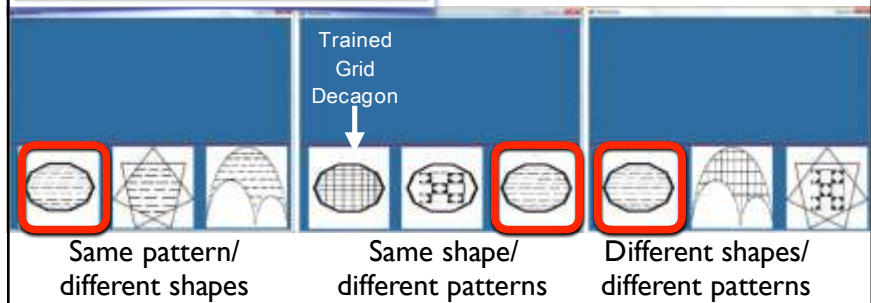 Trained
Grid
Decagon
Same pattern/
different shapes
Same shape/
different patterns
Different shapes/
different patterns